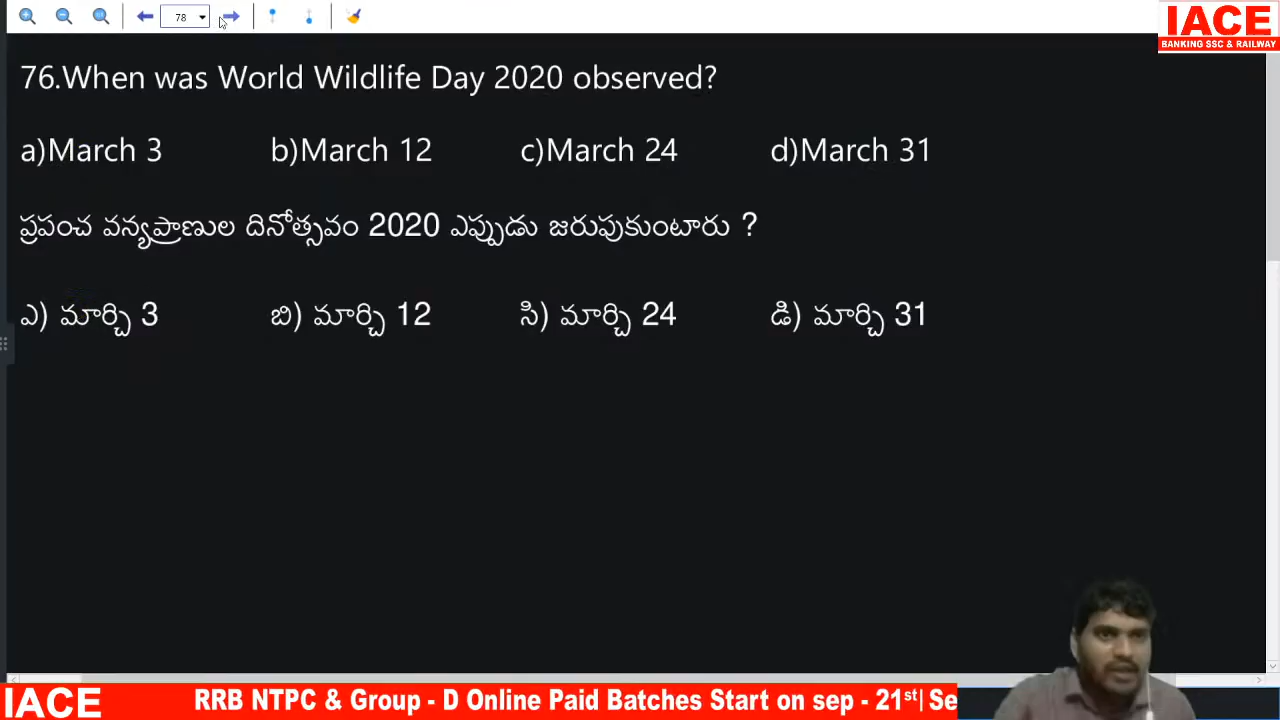 78
IACE
BANKING SSC & RAILWAY
76.When was World Wildlife Day 2020 observed?
a)March 3 b)March 12 c)March 24 d)March 31
ప్రపంచ వన్యప్రాణుల దినోత్సవం 2020 ఎప్పుడు జరుపుకుంటారు ?
ఎ) మార్చి 3 బి) మార్చి 12 సి) మార్చి 24 డి) మార్చి 31
IACE RRB NTPC & Group - D Online Paid Batches Start on sep - 21st| Se